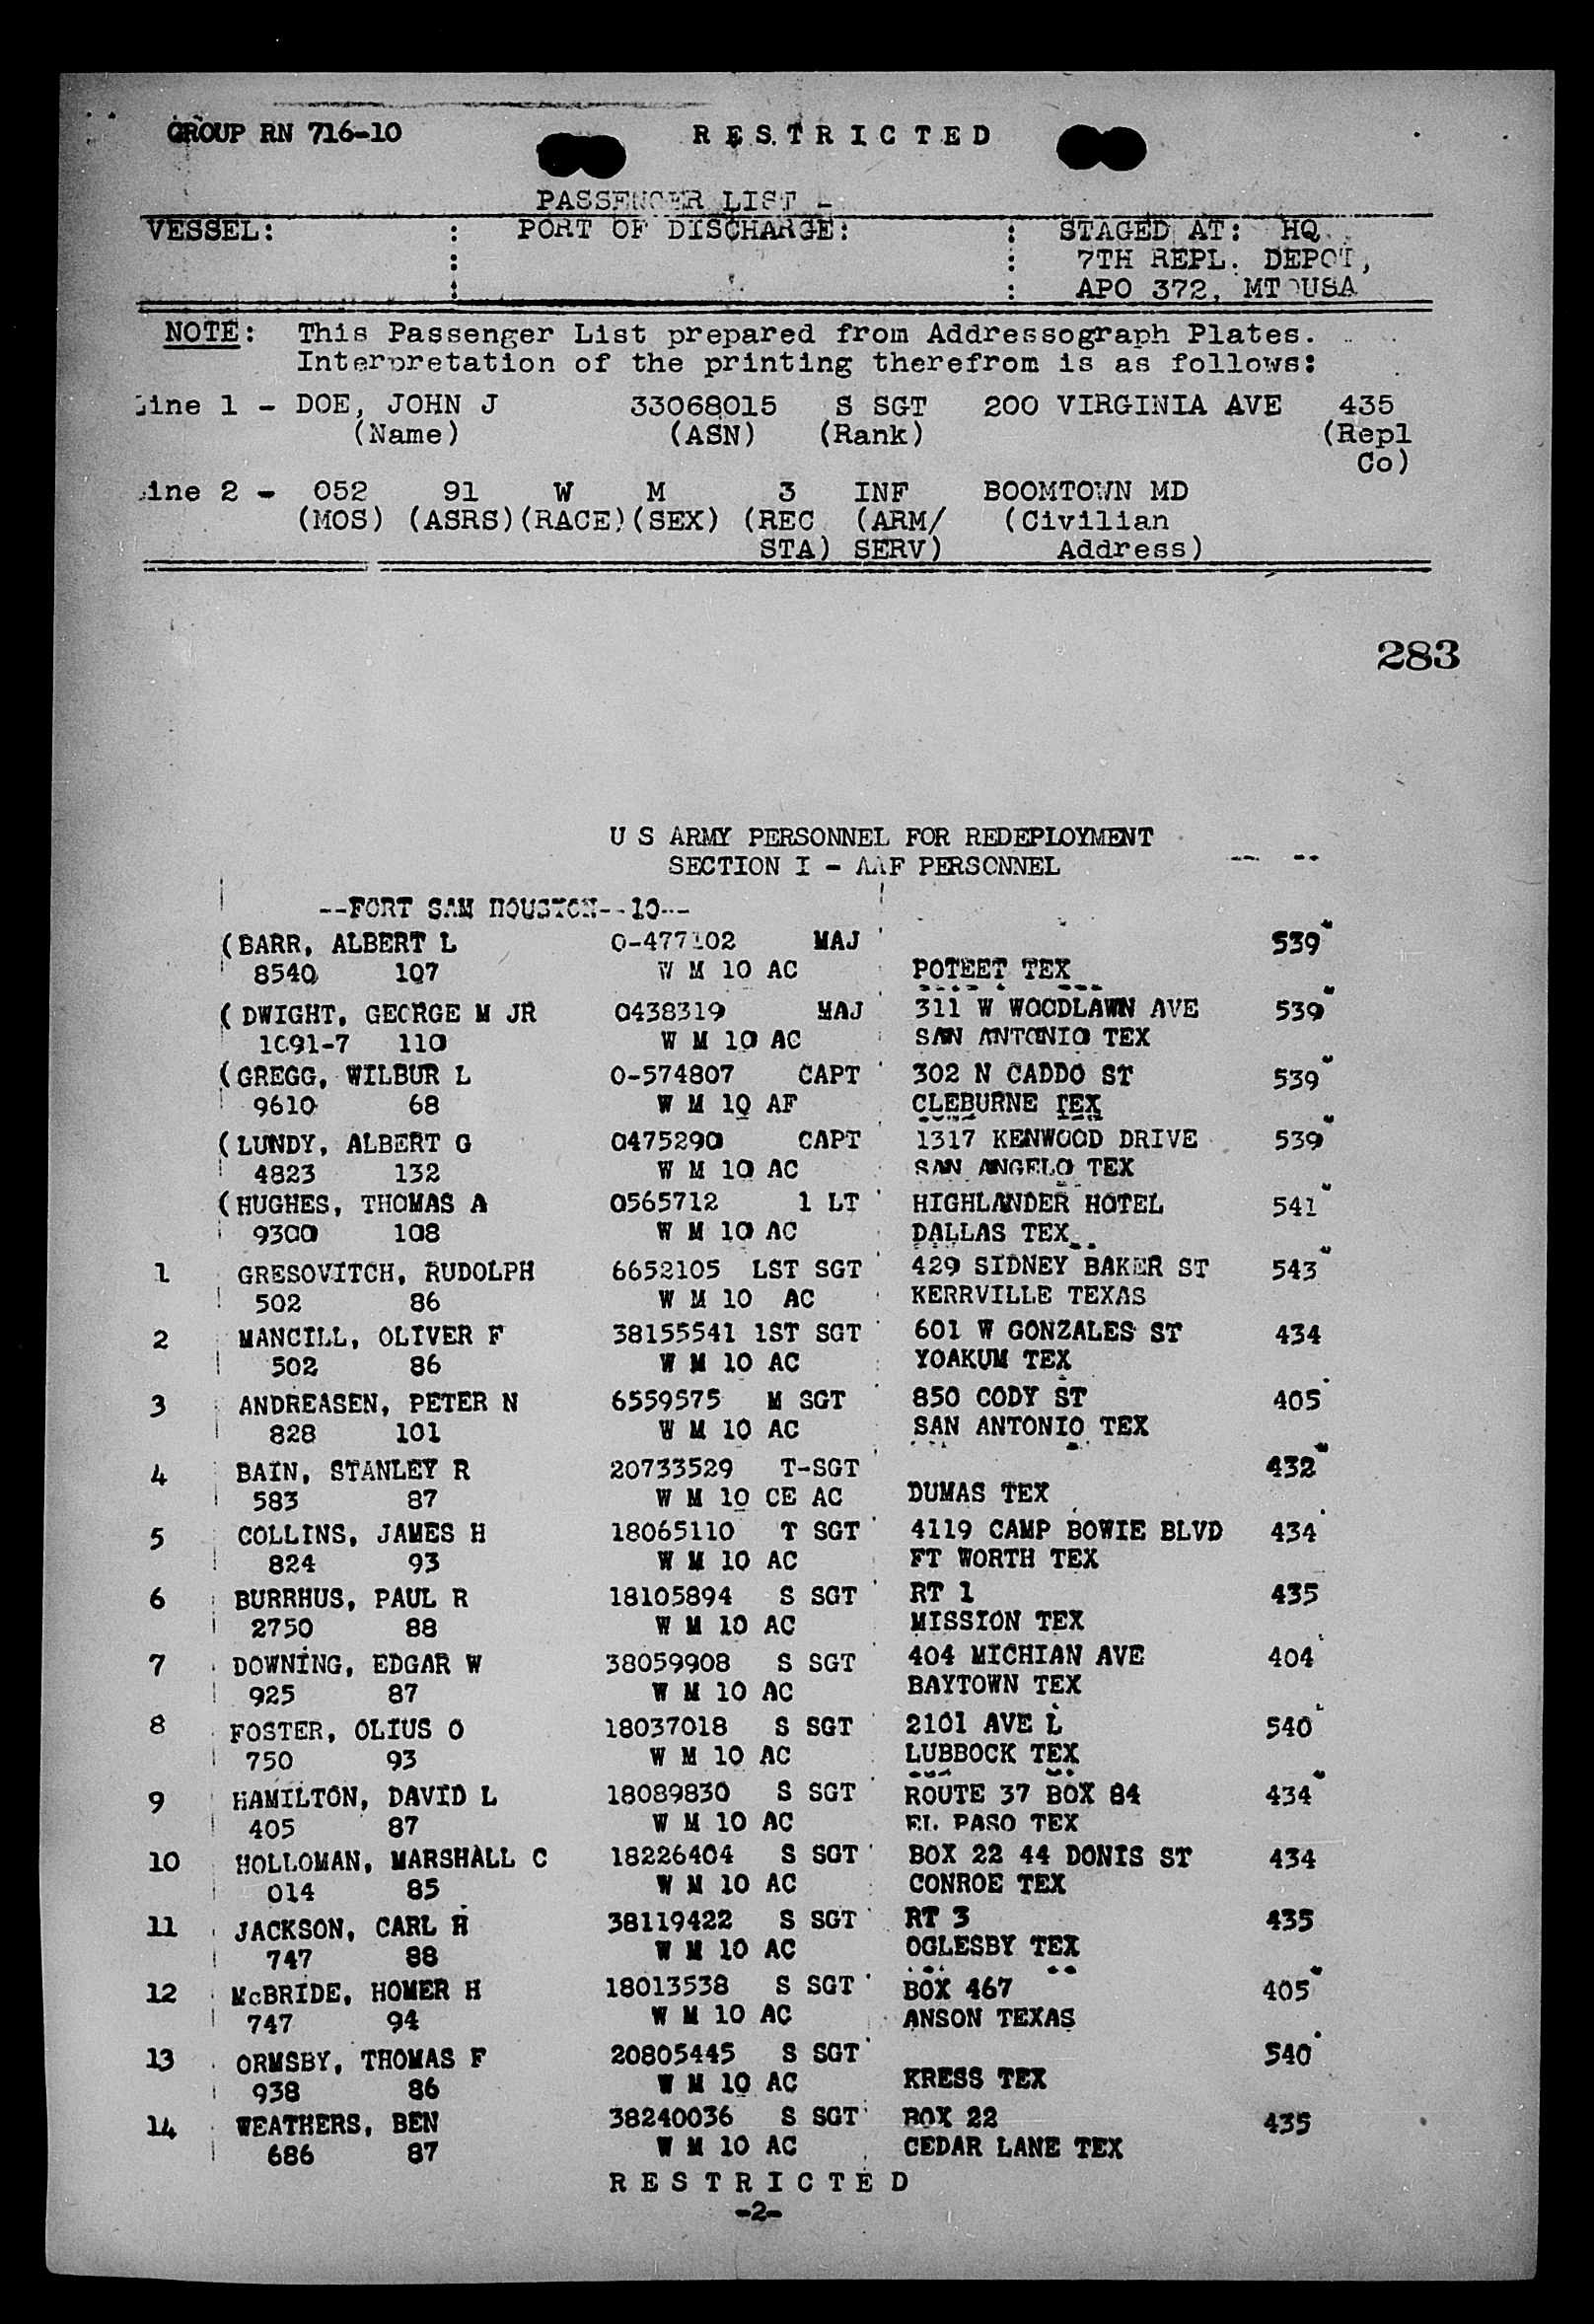 GROUP RN 716-10 R E S T R I C T E D
PASSENGER LIST -
VESSEL: : PORT OF DISCHARGE: : STAGED AT: HQ
: : 7TH REPL. DEPOT,
: : APO 372, MTOUSA
NOTE: This Passenger List prepared from Addressograph Plates.
Interpretation of the printing therefrom is as follows:
Line 1 - DOE, JOHN J 33068015 S SGT 200 VIRGINIA AVE 435
(Name) (ASN) (Rank) (Repl
Co)
Line 2 - 052 91 W M 3 INF BOOMTOWN MD
(MOS) (ASRS) (RACE) (SEX) (REC (ARM/ (Civilian
STA) SERV) Address)
283
U S ARMY PERSONNEL FOR REDEPLOYMENT
SECTION I - AAF PERSONNEL
--FORT SAM HOUSTON--10--
(BARR, ALBERT L O-477102 MAJ 539
8540 107 W M 10 AC POTEET TEX
( DWIGHT, GEORGE M JR 0438319 MAJ 311 W WOODLAWN AVE 539
1091-7 110 W M 10 AC SAN ANTONIO TEX
(GREGG, WILBUR L O-574807 CAPT 302 N CADDO ST 539
9610 68 W M 10 AF CLEBURNE TEX
(LUNDY, ALBERT G 0475290 CAPT 1317 KENWOOD DRIVE 539
4823 132 W M 10 AC SAN ANGELO TEX
(HUGHES, THOMAS A 0565712 1 LT HIGHLANDER HOTEL 541
9300 108 W M 10 AC DALLAS TEX
1 GRESOVITCH, RUDOLPH 6652105 LST SGT 429 SIDNEY BAKER ST 543
502 86 W M 10 AC KERRVILLE TEXAS
2 MANCILL, OLIVER F 38155541 1ST SGT 601 W GONZALES ST 434
502 86 W M 10 AC YOAKUM TEX
3 ANDREASEN, PETER N 6559575 M SGT 850 CODY ST 405
828 101 W M 10 AC SAN ANTONIO TEX
4 BAIN, STANLEY R 20733529 T-SGT 432
583 87 W M 10 CE AC DUMAS TEX
5 COLLINS, JAMES H 18065110 T SGT 4119 CAMP BOWIE BLVD 434
824 93 W M 10 AC FT WORTH TEX
6 BURRHUS, PAUL R 18105894 S SGT RT 1 435
2750 88 W M 10 AC MISSION TEX
7 DOWNING, EDGAR W 38059908 S SGT 404 MICHIAN AVE 404
925 87 W M 10 AC BAYTOWN TEX
8 FOSTER, OLIUS O 18037018 S SGT 2101 AVE L 540
750 93 W M 10 AC LUBBOCK TEX
9 HAMILTON, DAVID L 18089830 S SGT ROUTE 37 BOX 84 434
405 87 W M 10 AC EL PASO TEX
10 HOLLOMAN, MARSHALL C 18226404 S SGT BOX 22 44 DONIS ST 434
014 85 W M 10 AC CONROE TEX
11 JACKSON, CARL H 38119422 S SGT RT 3 435
747 88 W M 10 AC OGLESBY TEX
12 McBRIDE, HOMER H 18013538 S SGT BOX 467 405
747 94 W M 10 AC ANSON TEXAS
13 ORMSBY, THOMAS F 20805445 S SGT 540
938 86 W M 10 AC KRESS TEX
14 WEATHERS, BEN 38240036 S SGT BOX 22 435
686 87 W M 10 AC CEDAR LANE TEX
R E S T R I C T E D
-2-